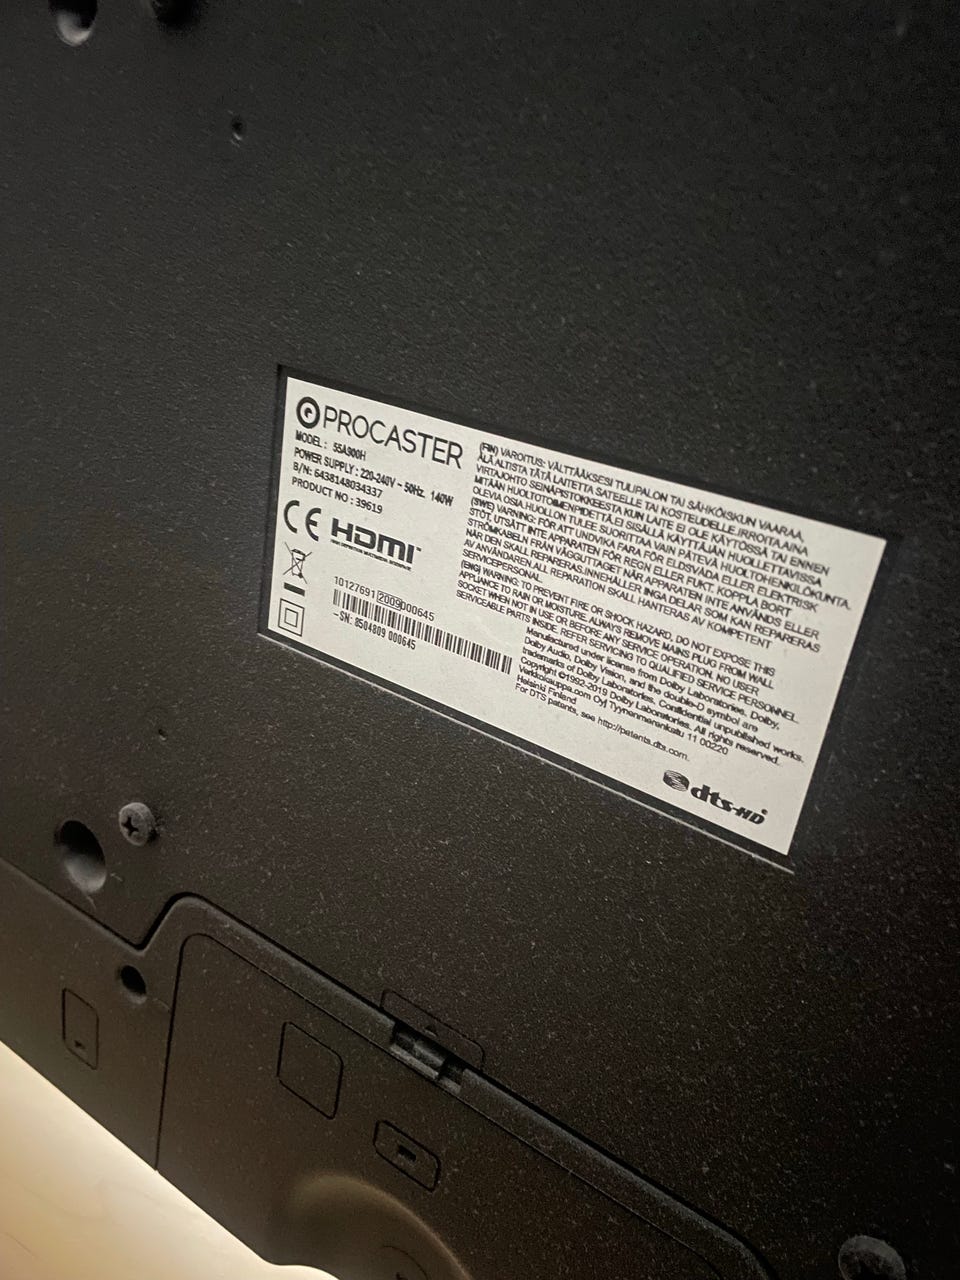 PROCASTER
MODEL : 55A900H
POWER SUPPLY : 220-240V ~ 50Hz, 140W
B/N: 6438148034337
PRODUCT NO : 39619
CE HDMI™
HIGH DEFINITION MULTIMEDIA INTERFACE
10127691 2009000645
~SN: 8504809 000645
(FIN) VAROITUS: VÄLTTÄÄKSESI TULIPALON TAI SÄHKÖISKUN VAARAA,
ÄLÄ ALTISTA TÄTÄ LAITETTA SATEELLE TAI KOSTEUDELLE.IRROITA AINA
VIRTAJOHTO SEINÄPISTOKKEESTA KUN LAITE EI OLE KÄYTÖSSÄ TAI ENNEN
MITÄÄN HUOLTOTOIMENPIDETTÄ.EI SISÄLLÄ KÄYTTÄJÄN HUOLLETTAVISSA
OLEVIA OSIA.HUOLLON TULEE SUORITTAA VAIN PÄTEVÄ HUOLTOHENKILÖKUNTA.
(SWE) VARNING: FÖR ATT UNDVIKA FARA FÖR ELDSVÅDA ELLER ELEKTRISK
STÖT, UTSÄTT INTE APPARATEN FÖR REGN ELLER FUKT. KOPPLA BORT
STRÖMKABELN FRÅN VÄGGUTTAGET NÄR APPARATEN INTE ANVÄNDS ELLER
NÄR DEN SKALL REPARERAS.INNEHÅLLER INGA DELAR SOM KAN REPARERAS
AV ANVÄNDAREN.ALL REPARATION SKALL HANTERAS AV KOMPETENT
SERVICEPERSONAL.
(ENG) WARNING: TO PREVENT FIRE OR SHOCK HAZARD, DO NOT EXPOSE THIS
APPLIANCE TO RAIN OR MOISTURE. ALWAYS REMOVE MAINS PLUG FROM WALL
SOCKET WHEN NOT IN USE OR BEFORE ANY SERVICE OPERATION. NO USER
SERVICEABLE PARTS INSIDE. REFER SERVICING TO QUALIFIED SERVICE PERSONNEL.
Manufactured under license from Dolby Laboratories. Dolby,
Dolby Audio, Dolby Vision, and the double-D symbol are
trademarks of Dolby Laboratories. Confidential unpublished works.
Copyright ©1992-2019 Dolby Laboratories. All rights reserved.
Verkkokauppa.com Oyj Tyynenmerenkatu 11 00220
Helsinki Finland
For DTS patents, see http://patents.dts.com.
dts-HD®